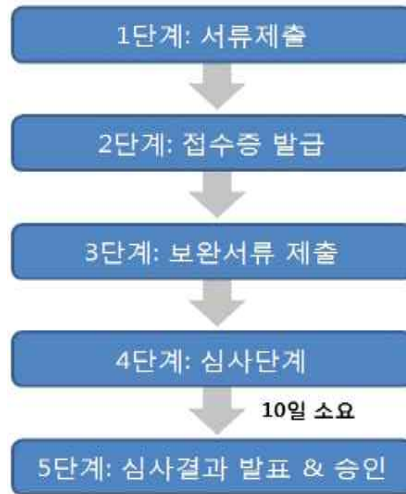 1단계: 서류제출
2단계: 접수증 발급
3단계: 보완서류 제출
4단계: 심사단계
10일 소요
5단계: 심사결과 발표 & 승인